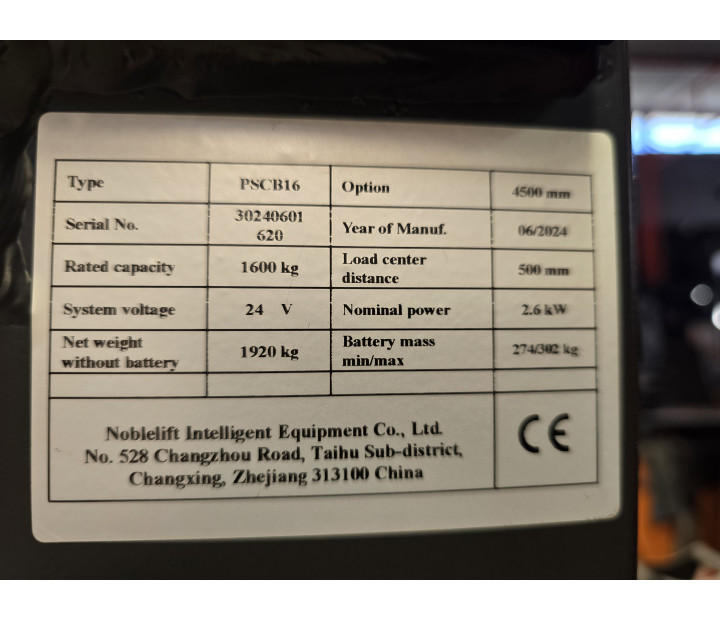 Type PSCB16 Option 4500 mm
Serial No. 30240601 620 Year of Manuf. 06/2024
Rated capacity 1600 kg Load center distance 500 mm
System voltage 24 V Nominal power 2.6 kW
Net weight without battery 1920 kg Battery mass min/max 274/302 kg
Noblelift Intelligent Equipment Co., Ltd.
No. 528 Changzhou Road, Taihu Sub-district,
Changxing, Zhejiang 313100 China
CE